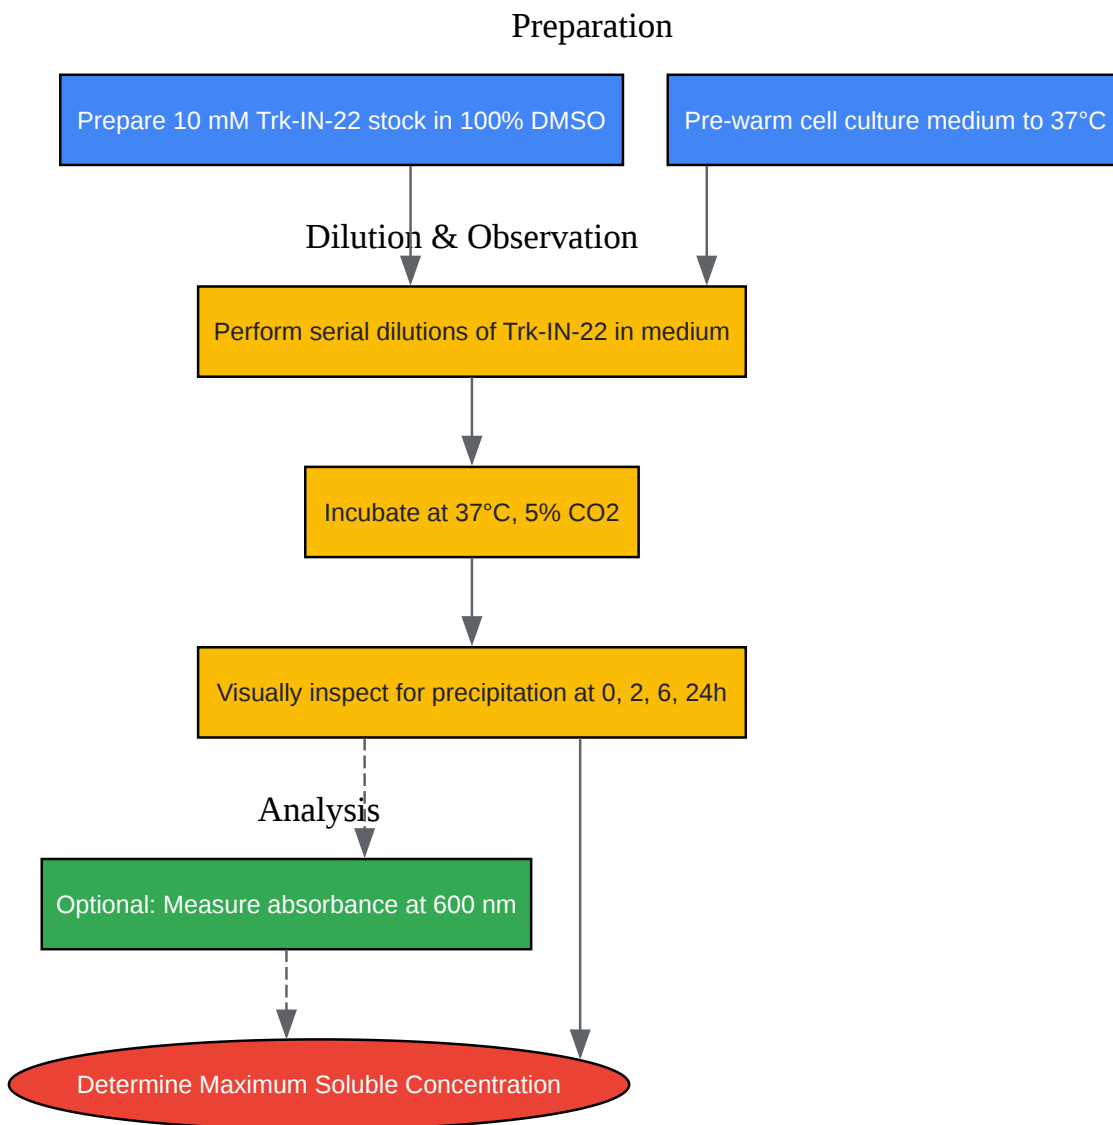 Preparation
Prepare 10 mM Trk-IN-22 stock in 100% DMSO
Pre-warm cell culture medium to 37°C
Dilution & Observation
Perform serial dilutions of Trk-IN-22 in medium
Incubate at 37°C, 5% CO2
Visually inspect for precipitation at 0, 2, 6, 24h
Analysis
Optional: Measure absorbance at 600 nm
Determine Maximum Soluble Concentration